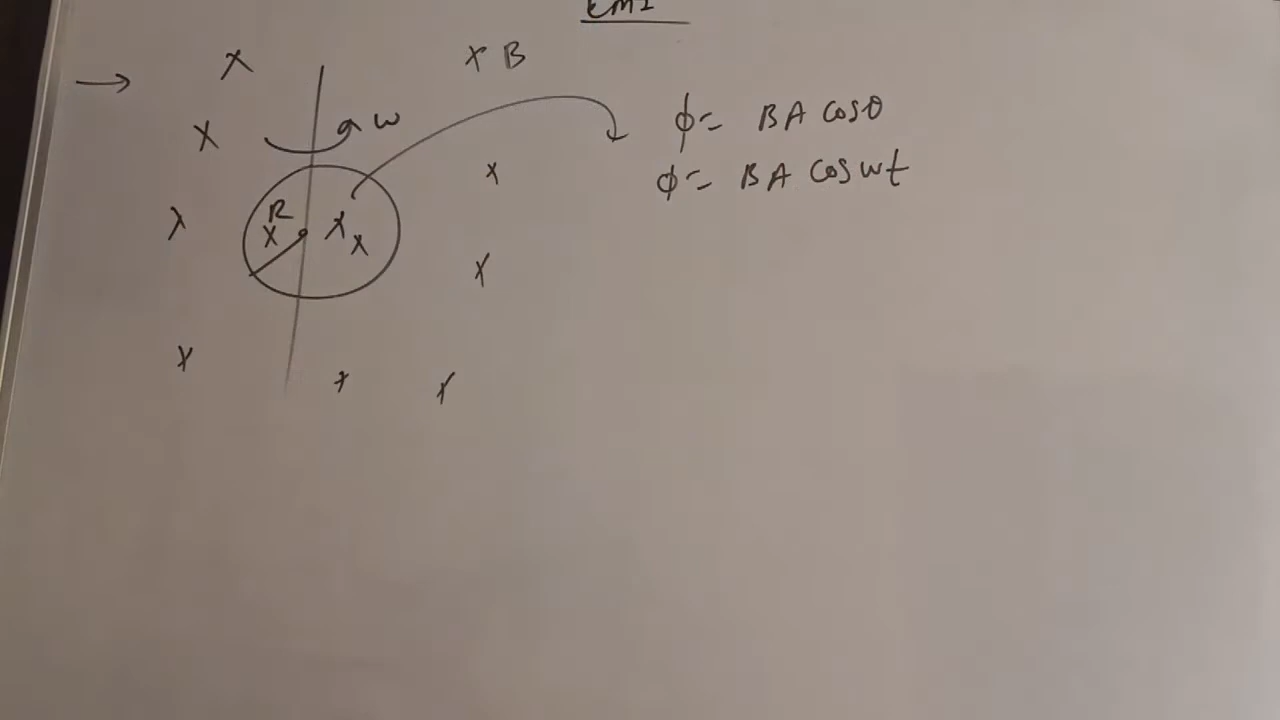 EMI
→ X X B
X ω
X
ϕ = BA cosθ
ϕ = BA cos ωt
X R X X X
X
X X X